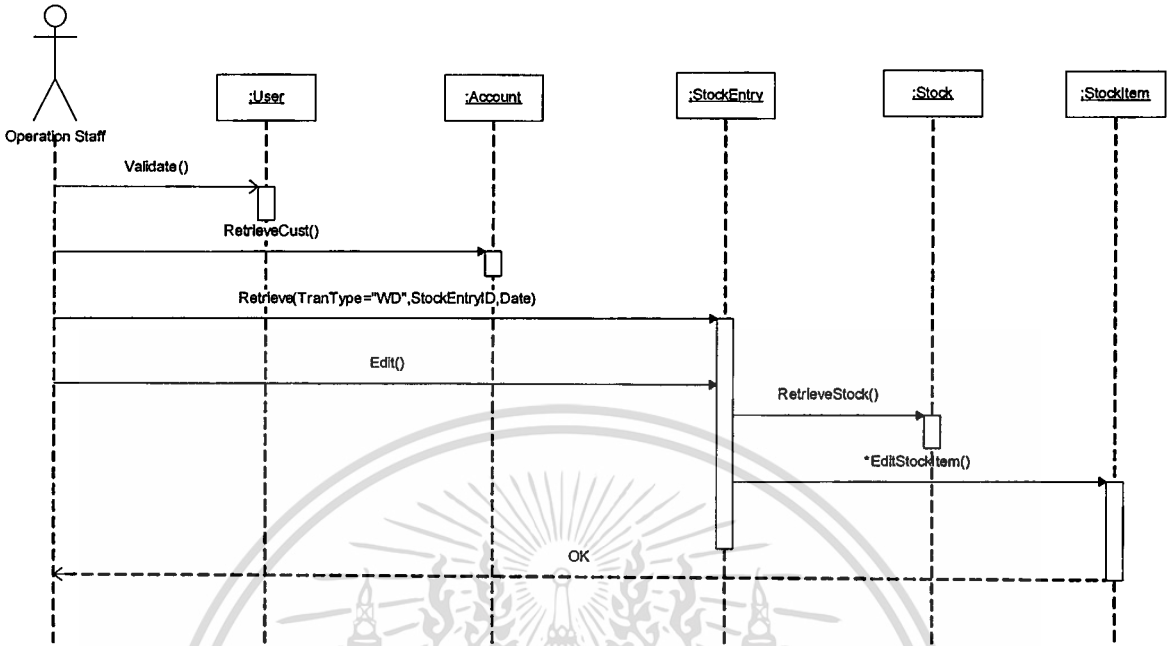 :User
:Account
:StockEntry
:Stock
:StockItem
Operation Staff
Validate()
RetrieveCust()
Retrieve(TranType="WD",StockEntryID,Date)
Edit()
RetrieveStock()
*EditStockItem()
OK